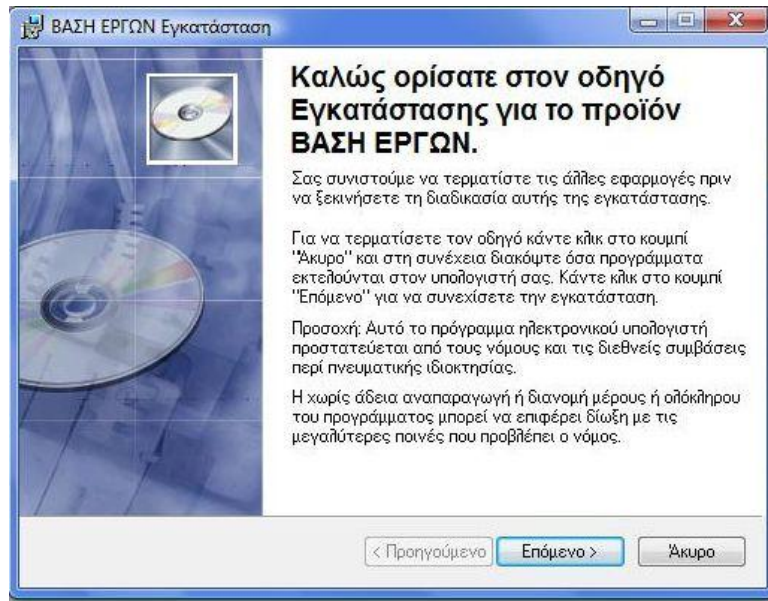 ΒΑΣΗ ΕΡΓΩΝ Εγκατάσταση
Καλώς ορίσατε στον οδηγό
Εγκατάστασης για το προϊόν
ΒΑΣΗ ΕΡΓΩΝ.
Σας συνιστούμε να τερματίστε τις άλλες εφαρμογές πριν
να ξεκινήσετε τη διαδικασία αυτής της εγκατάστασης.
Για να τερματίσετε τον οδηγό κάντε κλικ στο κουμπί
"Άκυρο" και στη συνέχεια διακόψτε όσα προγράμματα
εκτελούνται στον υπολογιστή σας. Κάντε κλικ στο κουμπί
"Επόμενο" για να συνεχίσετε την εγκατάσταση.
Προσοχή: Αυτό το πρόγραμμα ηλεκτρονικού υπολογιστή
προστατεύεται από τους νόμους και τις διεθνείς συμβάσεις
περί πνευματικής ιδιοκτησίας.
Η χωρίς άδεια αναπαραγωγή ή διανομή μέρους ή ολόκληρου
του προγράμματος μπορεί να επιφέρει δίωξη με τις
μεγαλύτερες ποινές που προβλέπει ο νόμος.
< Προηγούμενο Επόμενο > Άκυρο